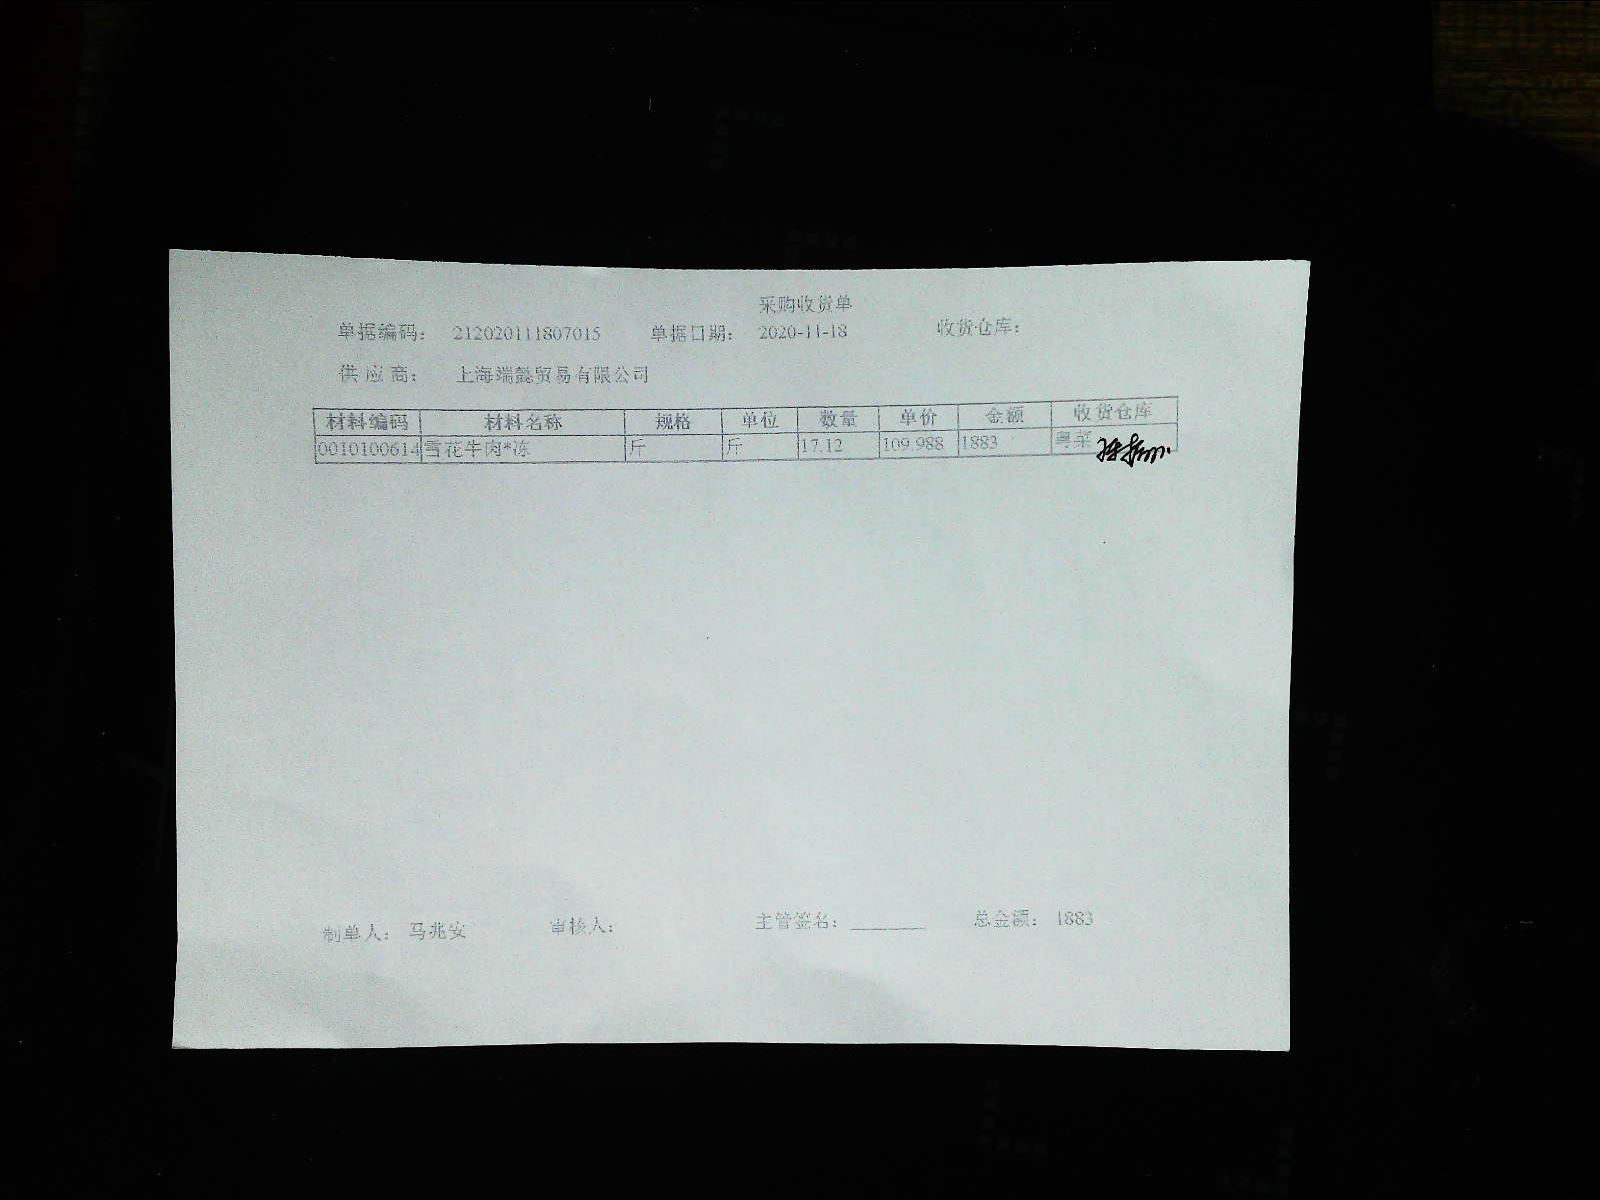 采购收货单
单据编码： 212020111807015 单据日期： 2020-11-18 收货仓库：
供 应 商： 上海瑞懿贸易有限公司
材料编码 材料名称 规格 单位 数量 单价 金额 收货仓库
0010100614 雪花牛肉*冻 斤 斤 17.12 109.988 1883 粤菜
制单人： 马兆安 审核人： 主管签名：________ 总金额： 1883